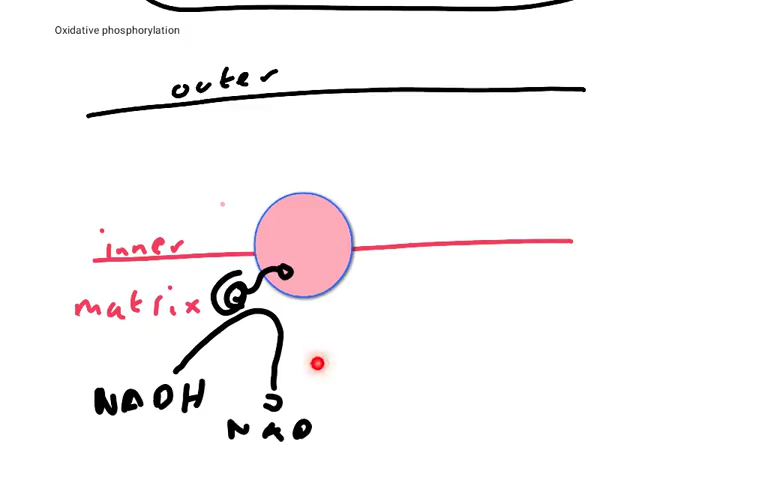 Oxidative phosphorylation
outer
inner
matrix
NADH
NAD